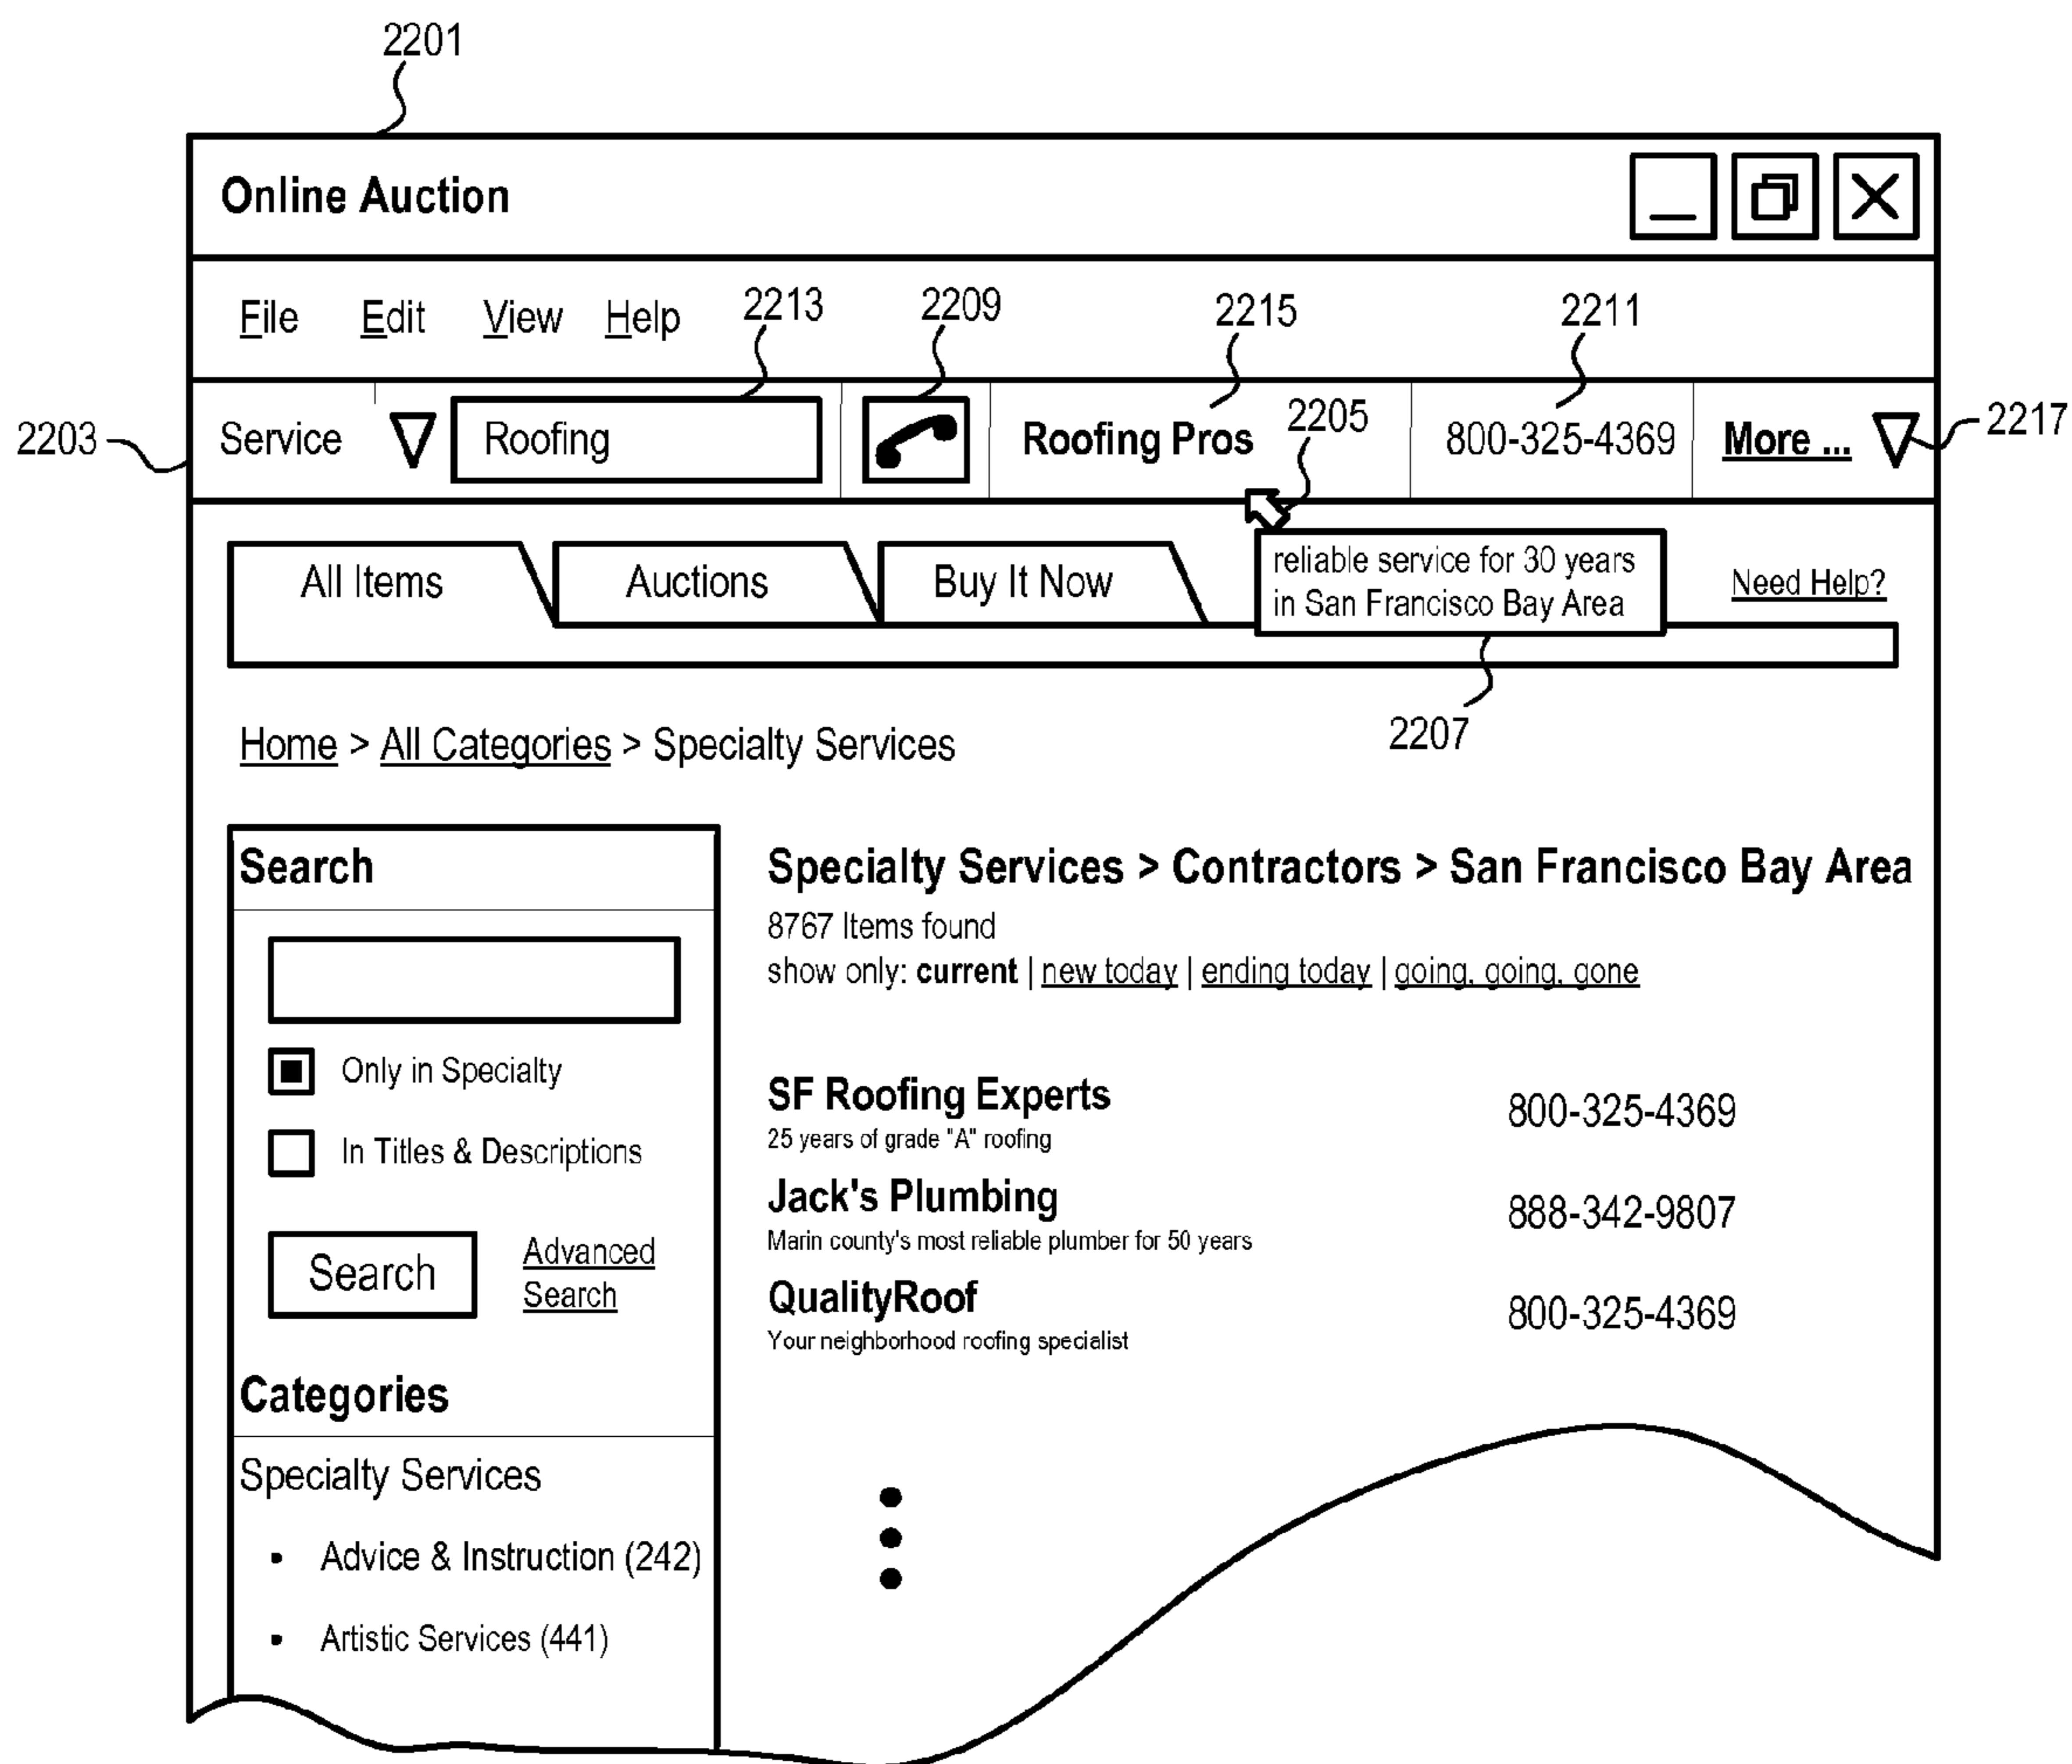 2201
Online Auction
File Edit View Help 2213 2209 2215 2211
2203 Service Roofing Roofing Pros 2205 800-325-4369 More ... 2217
All Items Auctions Buy It Now reliable service for 30 years
in San Francisco Bay Area Need Help?
2207
Home > All Categories > Specialty Services
Search
Only in Specialty
In Titles & Descriptions
Search Advanced
Search
Categories
Specialty Services
• Advice & Instruction (242)
• Artistic Services (441)
Specialty Services > Contractors > San Francisco Bay Area
8767 Items found
show only: current | new today | ending today | going, going, gone
SF Roofing Experts 800-325-4369
25 years of grade "A" roofing
Jack's Plumbing 888-342-9807
Marin county's most reliable plumber for 50 years
QualityRoof 800-325-4369
Your neighborhood roofing specialist